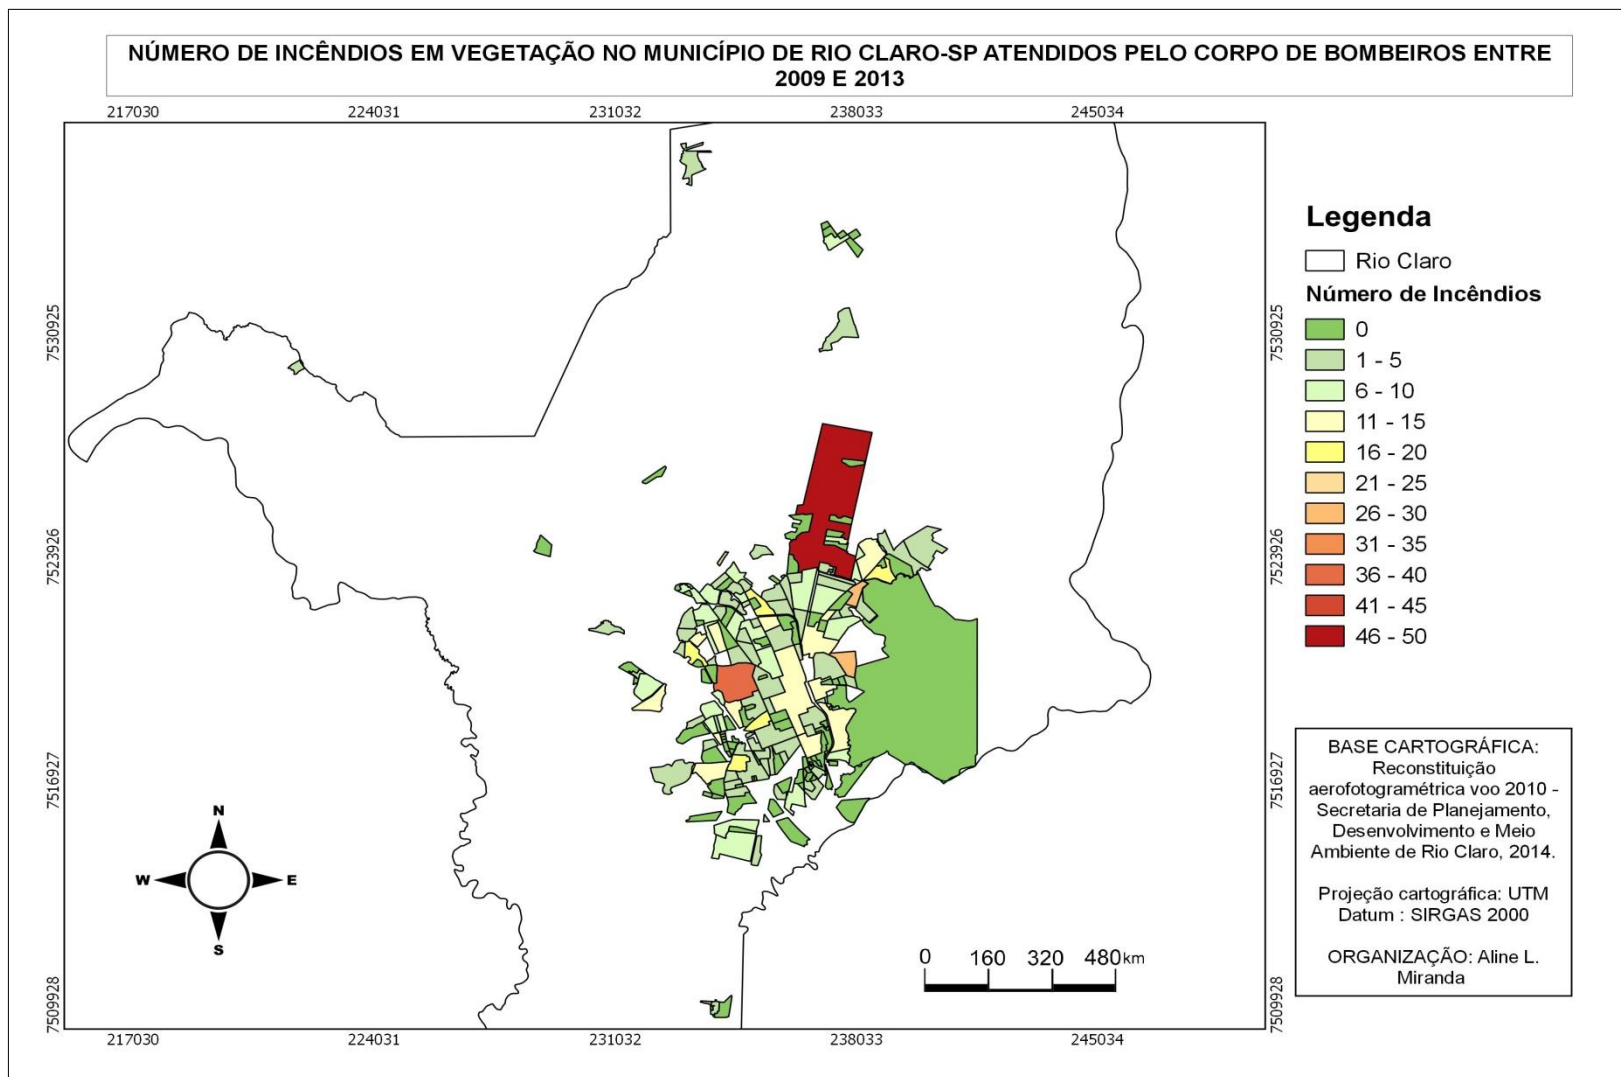 NÚMERO DE INCÊNDIOS EM VEGETAÇÃO NO MUNICÍPIO DE RIO CLARO-SP ATENDIDOS PELO CORPO DE BOMBEIROS ENTRE
2009 E 2013
217030 224031 231032 238033 245034
7530925 7530925
7523926 7523926
7516927 7516927
7509928 7509928
217030 224031 231032 238033 245034
N
W E
S
0 160 320 480 km
Legenda
Rio Claro
Número de Incêndios
0
1 - 5
6 - 10
11 - 15
16 - 20
21 - 25
26 - 30
31 - 35
36 - 40
41 - 45
46 - 50
BASE CARTOGRÁFICA:
Reconstituição
aerofotogramétrica voo 2010 -
Secretaria de Planejamento,
Desenvolvimento e Meio
Ambiente de Rio Claro, 2014.
Projeção cartográfica: UTM
Datum : SIRGAS 2000
ORGANIZAÇÃO: Aline L.
Miranda